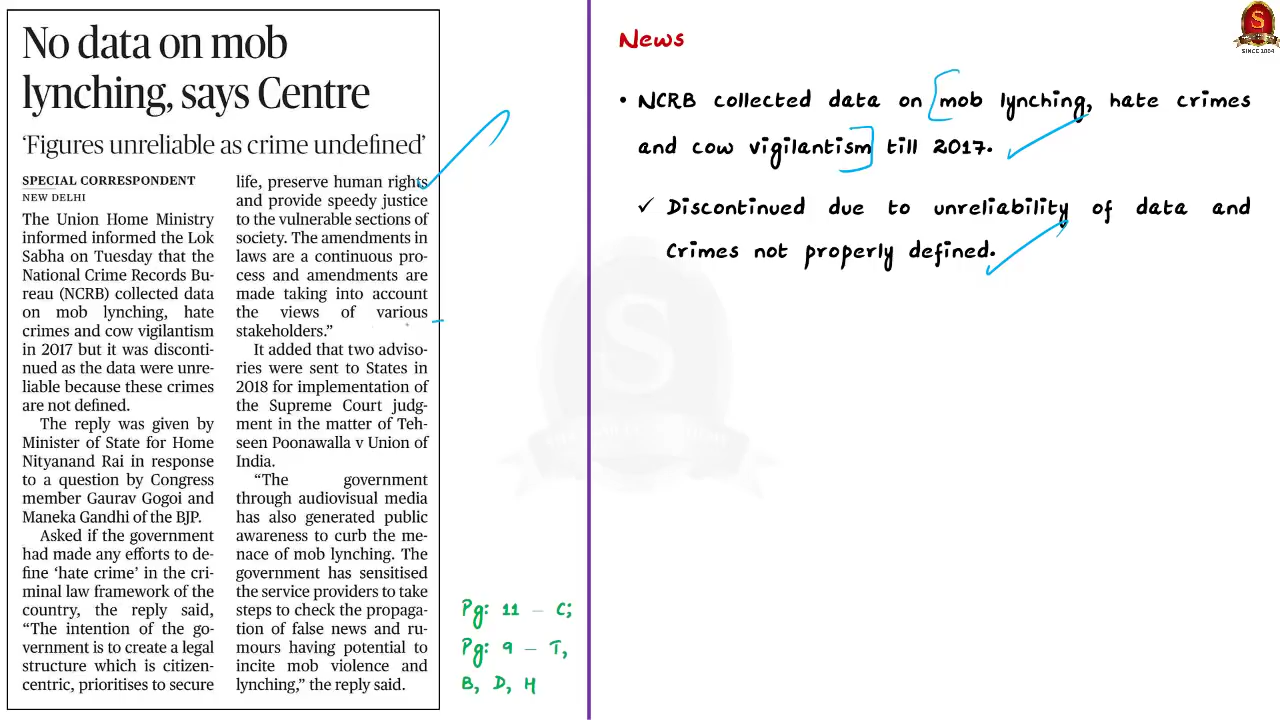 No data on mob
lynching, says Centre
‘Figures unreliable as crime undefined’
SPECIAL CORRESPONDENT
NEW DELHI
The Union Home Ministry
informed informed the Lok
Sabha on Tuesday that the
National Crime Records Bu-
reau (NCRB) collected data
on mob lynching, hate
crimes and cow vigilantism
in 2017 but it was disconti-
nued as the data were unre-
liable because these crimes
are not defined.
The reply was given by
Minister of State for Home
Nityanand Rai in response
to a question by Congress
member Gaurav Gogoi and
Maneka Gandhi of the BJP.
Asked if the government
had made any efforts to de-
fine ‘hate crime’ in the cri-
minal law framework of the
country, the reply said,
“The intention of the go-
vernment is to create a legal
structure which is citizen-
centric, prioritises to secure
life, preserve human rights
and provide speedy justice
to the vulnerable sections of
society. The amendments in
laws are a continuous pro-
cess and amendments are
made taking into account
the views of various
stakeholders.”
It added that two adviso-
ries were sent to States in
2018 for implementation of
the Supreme Court judg-
ment in the matter of Teh-
seen Poonawalla v Union of
India.
“The government
through audiovisual media
has also generated public
awareness to curb the me-
nace of mob lynching. The
government has sensitised
the service providers to take
steps to check the propaga-
tion of false news and ru-
mours having potential to
incite mob violence and
lynching,” the reply said.
Pg: 11 – C;
Pg: 9 – T,
B, D, H
News
• NCRB collected data on mob lynching, hate crimes
and cow vigilantism till 2017.
✓ Discontinued due to unreliability of data and
Crimes not properly defined.
S
SINCE 2004